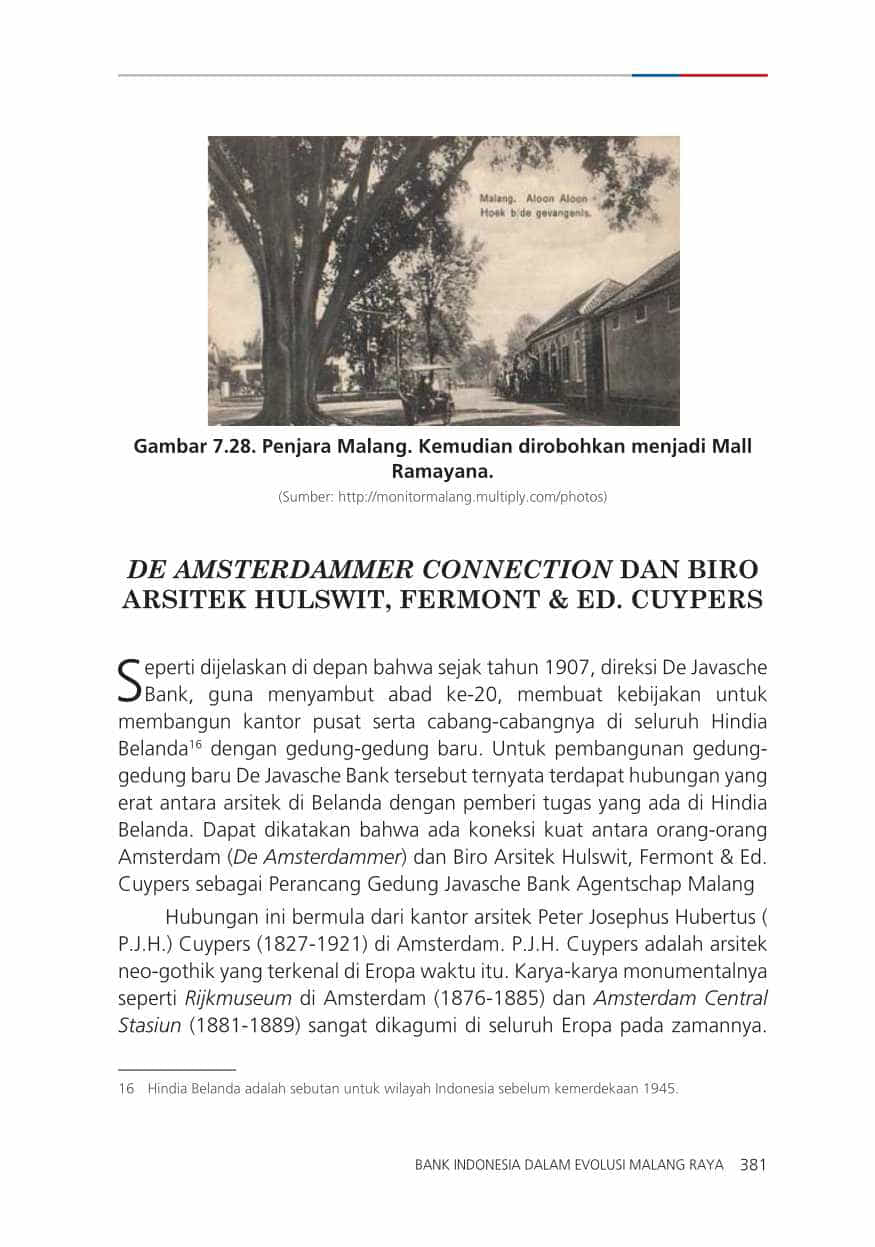 Malang. Aloon Aloon
Hoek b/de gevangenis.
Gambar 7.28. Penjara Malang. Kemudian dirobohkan menjadi Mall
Ramayana.
(Sumber: http://monitormalang.multiply.com/photos)
DE AMSTERDAMMER CONNECTION DAN BIRO
ARSITEK HULSWIT, FERMONT & ED. CUYPERS
Seperti dijelaskan di depan bahwa sejak tahun 1907, direksi De Javasche
Bank, guna menyambut abad ke-20, membuat kebijakan untuk
membangun kantor pusat serta cabang-cabangnya di seluruh Hindia
Belanda16 dengan gedung-gedung baru. Untuk pembangunan gedung-
gedung baru De Javasche Bank tersebut ternyata terdapat hubungan yang
erat antara arsitek di Belanda dengan pemberi tugas yang ada di Hindia
Belanda. Dapat dikatakan bahwa ada koneksi kuat antara orang-orang
Amsterdam (De Amsterdammer) dan Biro Arsitek Hulswit, Fermont & Ed.
Cuypers sebagai Perancang Gedung Javasche Bank Agentschap Malang
Hubungan ini bermula dari kantor arsitek Peter Josephus Hubertus (
P.J.H.) Cuypers (1827-1921) di Amsterdam. P.J.H. Cuypers adalah arsitek
neo-gothik yang terkenal di Eropa waktu itu. Karya-karya monumentalnya
seperti Rijkmuseum di Amsterdam (1876-1885) dan Amsterdam Central
Stasiun (1881-1889) sangat dikagumi di seluruh Eropa pada zamannya.
16 Hindia Belanda adalah sebutan untuk wilayah Indonesia sebelum kemerdekaan 1945.
BANK INDONESIA DALAM EVOLUSI MALANG RAYA 381